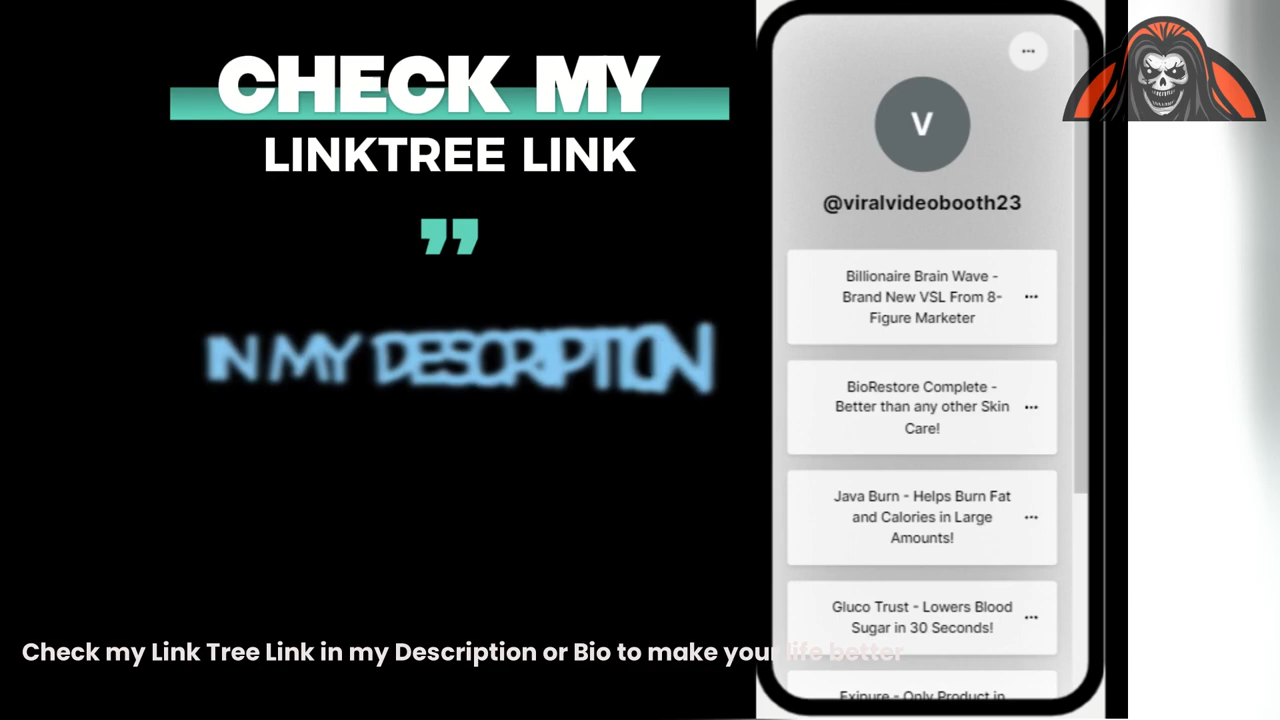 CHECK MY
LINKTREE LINK
”
IN MY DESCRIPTION
Check my Link Tree Link in my Description or Bio to make your life better
...
V
@viralvideobooth23
Billionaire Brain Wave -
Brand New VSL From 8-
Figure Marketer
...
BioRestore Complete -
Better than any other Skin
Care!
...
Java Burn - Helps Burn Fat
and Calories in Large
Amounts!
...
Gluco Trust - Lowers Blood
Sugar in 30 Seconds!
...
Exipure - Only Product in